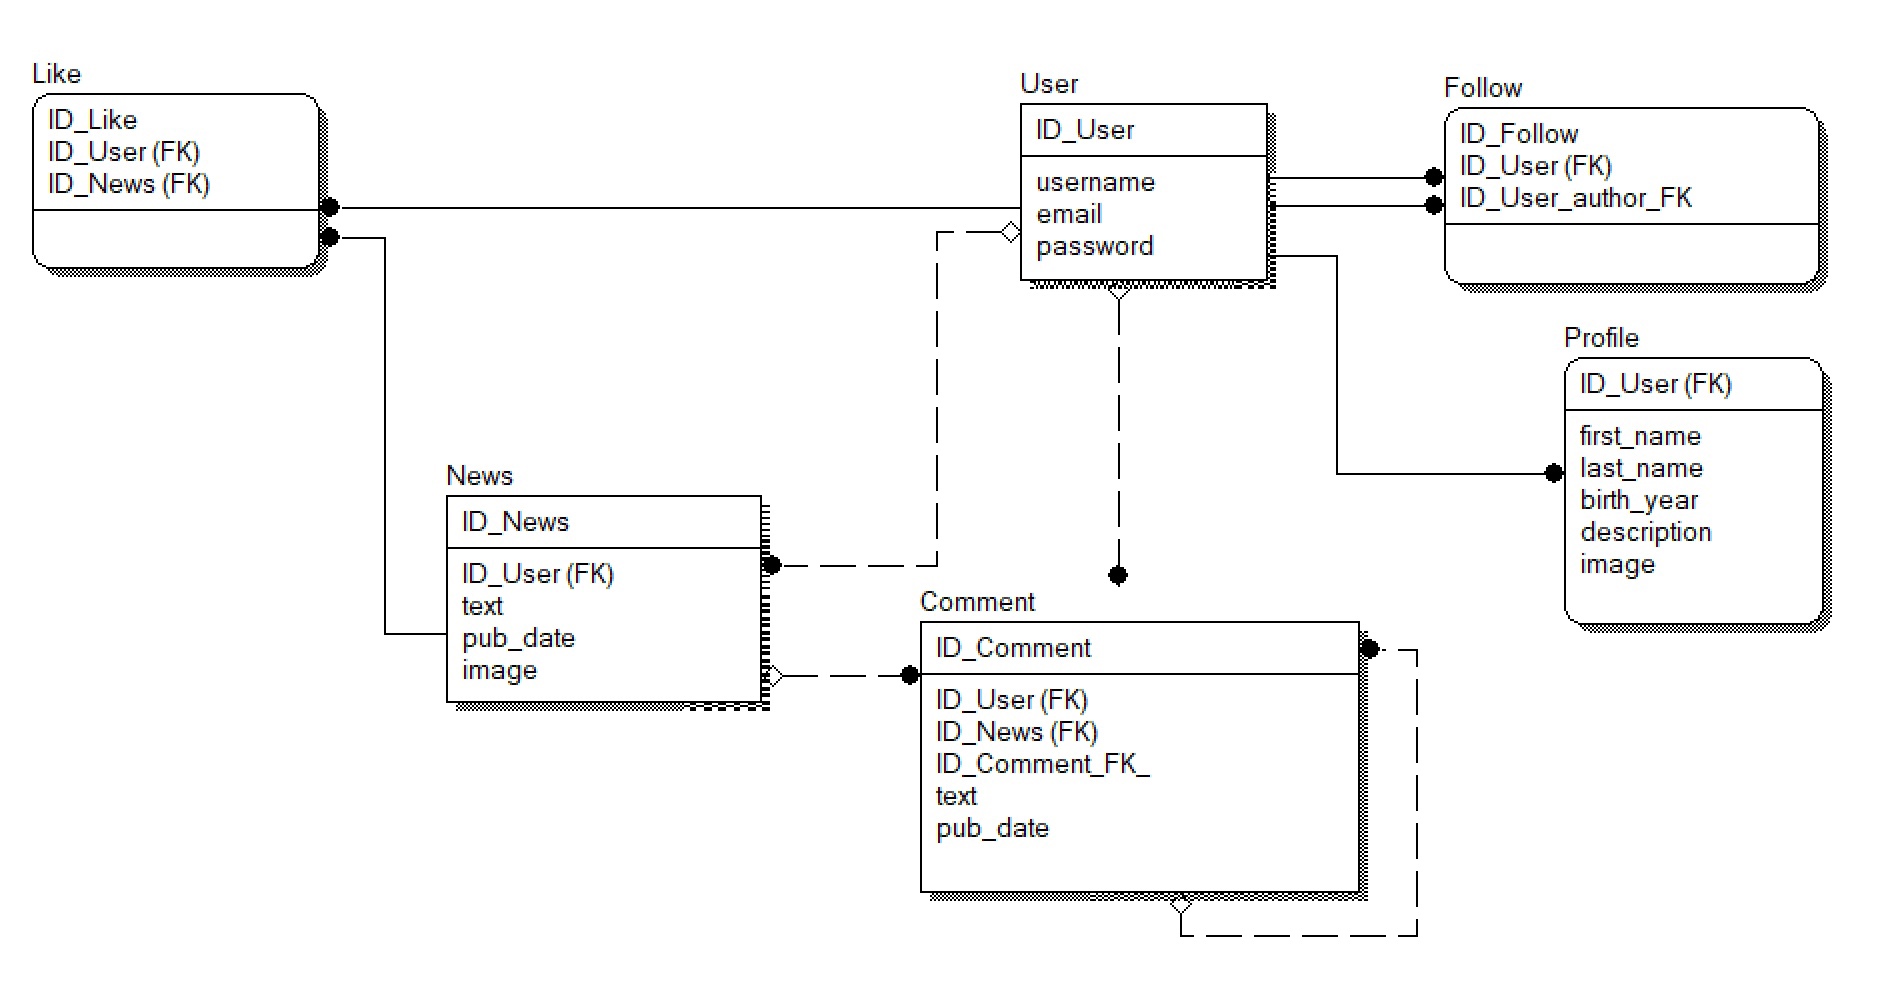 Like
ID_Like
ID_User (FK)
ID_News (FK)
User
ID_User
username
email
password
Follow
ID_Follow
ID_User (FK)
ID_User_author_FK
Profile
ID_User (FK)
first_name
last_name
birth_year
description
image
News
ID_News
ID_User (FK)
text
pub_date
image
Comment
ID_Comment
ID_User (FK)
ID_News (FK)
ID_Comment_FK_
text
pub_date